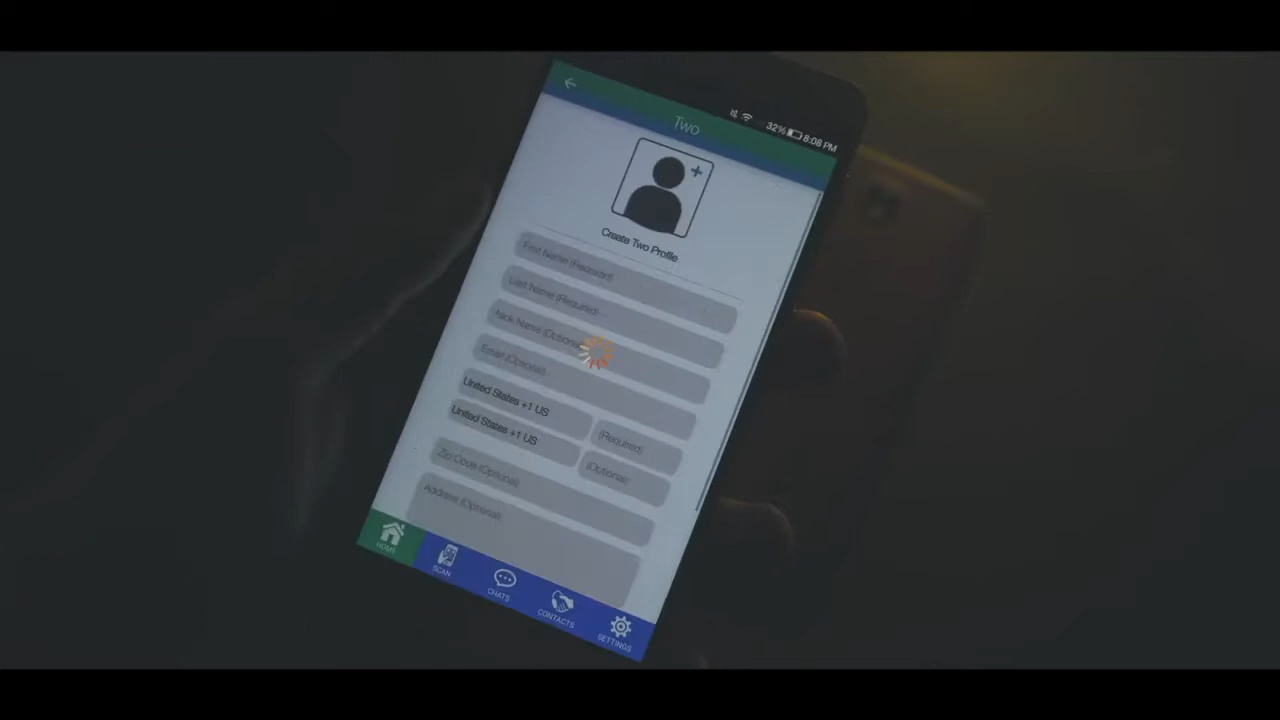 32% 8:08 PM
Two
Create Two Profile
First Name (Required)
Last Name (Required)
Nick Name (Optional
Email (Optional)
United States +1 US
(Required)
United States +1 US
(Optional)
Zip Code (Optional)
Address (Optional)
HOME
SCAN
CHATS
CONTACTS
SETTINGS